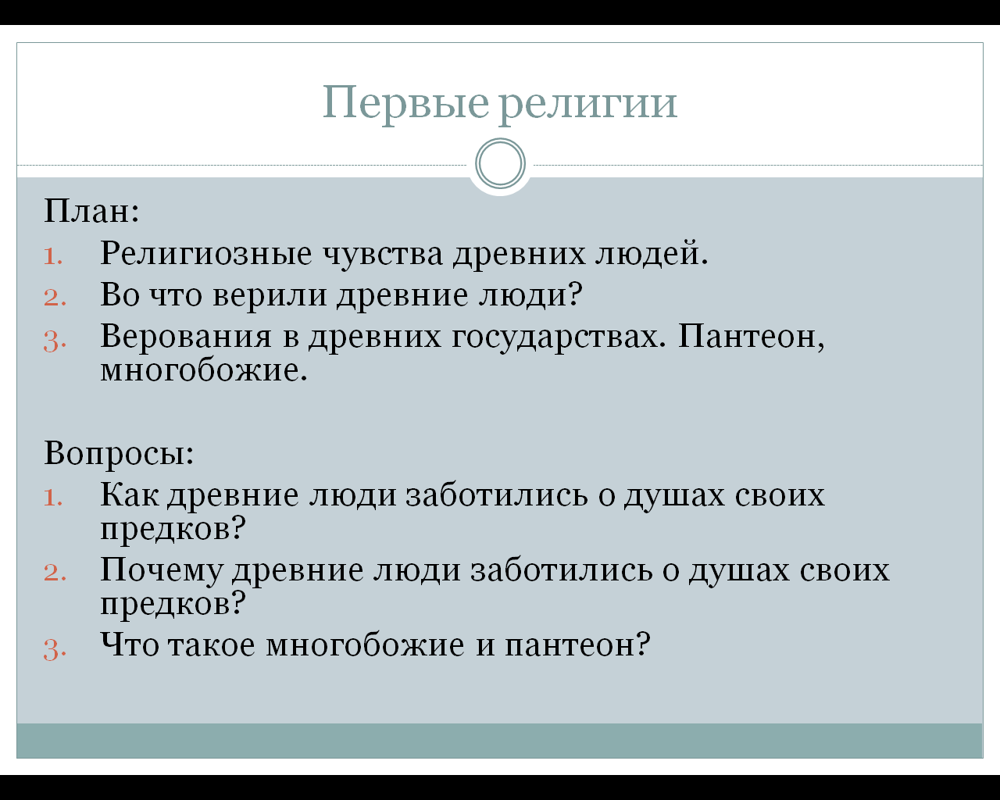 Первые религии
План:
1. Религиозные чувства древних людей.
2. Во что верили древние люди?
3. Верования в древних государствах. Пантеон,
многобожие.
Вопросы:
1. Как древние люди заботились о душах своих
предков?
2. Почему древние люди заботились о душах своих
предков?
3. Что такое многобожие и пантеон?